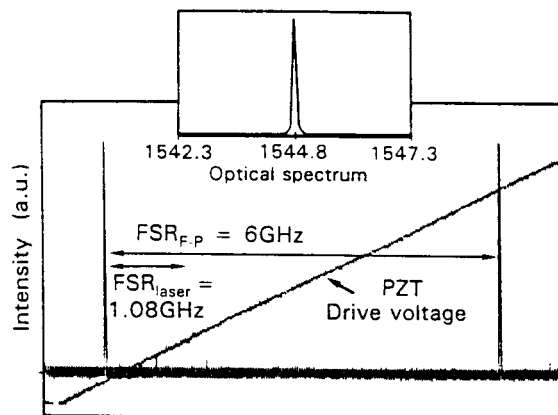 1542.3 1544.8 1547.3
Optical spectrum
Intensity (a.u.)
FSR_F-P = 6GHz
FSR_laser =
1.08GHz
PZT
Drive voltage